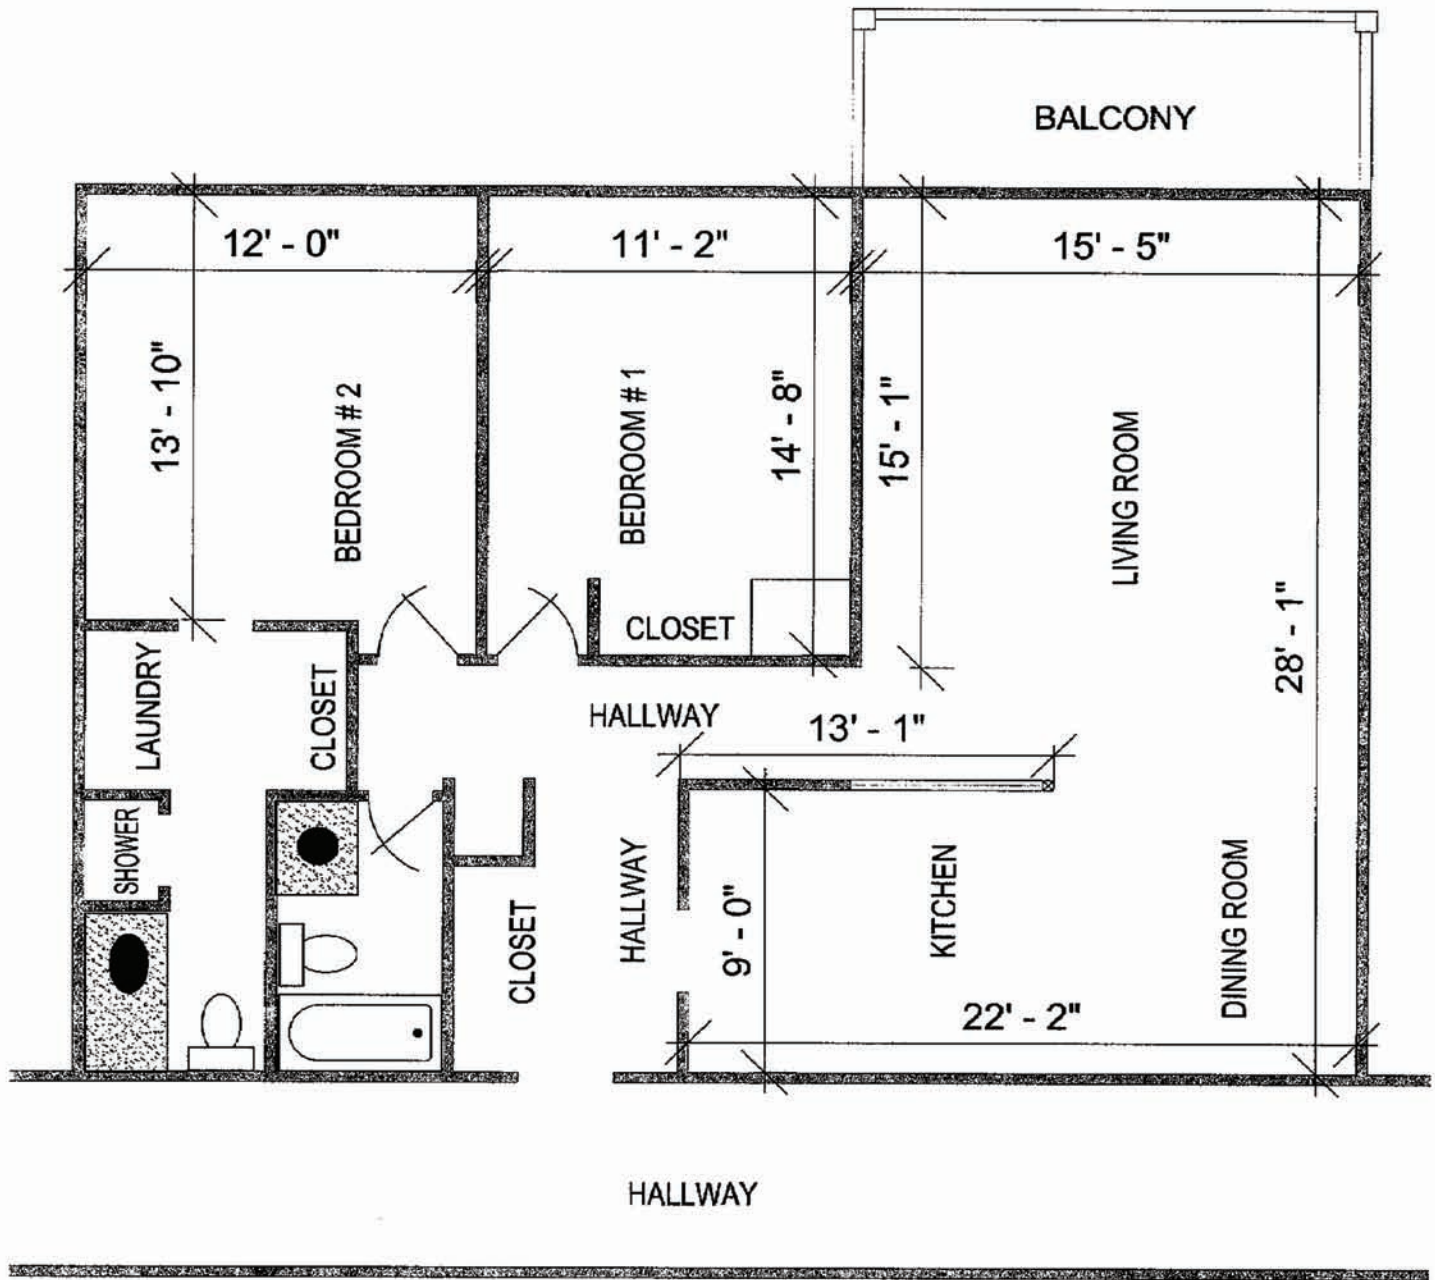 BALCONY
12' - 0"
11' - 2"
15' - 5"
13' - 10"
BEDROOM # 2
BEDROOM # 1
14' - 8"
15' - 1"
LIVING ROOM
28' - 1"
CLOSET
LAUNDRY
CLOSET
HALLWAY
13' - 1"
SHOWER
CLOSET
HALLWAY
9' - 0"
KITCHEN
DINING ROOM
22' - 2"
HALLWAY